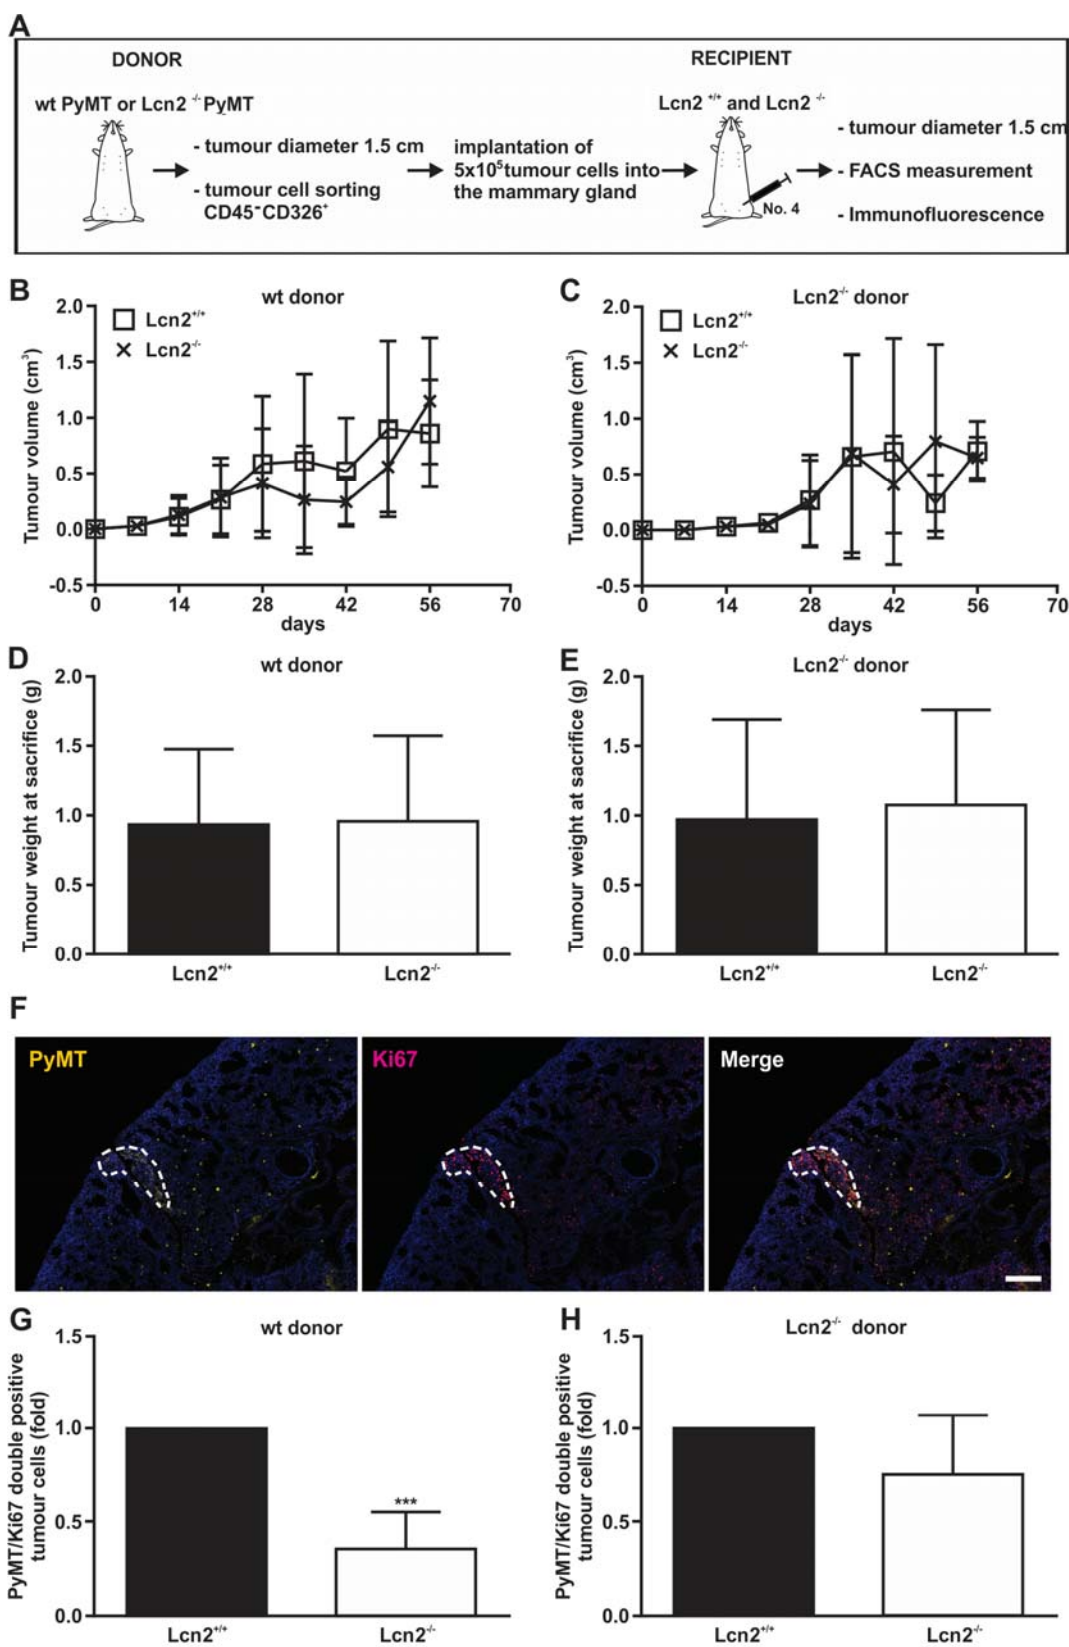 A
DONOR
RECIPIENT
wt PyMT or Lcn2 -/- PyMT
- tumour diameter 1.5 cm
- tumour cell sorting
CD45-CD326+
implantation of
5x10⁵tumour cells into
the mammary gland
Lcn2 +/+ and Lcn2 -/-
No. 4
- tumour diameter 1.5 cm
- FACS measurement
- Immunofluorescence
B
wt donor
Lcn2+/+
Lcn2-/-
Tumour volume (cm³)
2.0
1.5
1.0
0.5
0.0
-0.5
0 14 28 42 56 70
days
C
Lcn2-/- donor
Lcn2+/+
Lcn2-/-
Tumour volume (cm³)
2.0
1.5
1.0
0.5
0.0
-0.5
0 14 28 42 56 70
days
D
wt donor
Tumour weight at sacrifice (g)
2.0
1.5
1.0
0.5
0.0
Lcn2+/+ Lcn2-/-
E
Lcn2-/- donor
Tumour weight at sacrifice (g)
2.0
1.5
1.0
0.5
0.0
Lcn2+/+ Lcn2-/-
F
PyMT
Ki67
Merge
G
wt donor
PyMT/Ki67 double positive
tumour cells (fold)
1.5
1.0
0.5
0.0
***
Lcn2+/+ Lcn2-/-
H
Lcn2-/- donor
PyMT/Ki67 double positive
tumour cells (fold)
1.5
1.0
0.5
0.0
Lcn2+/+ Lcn2-/-